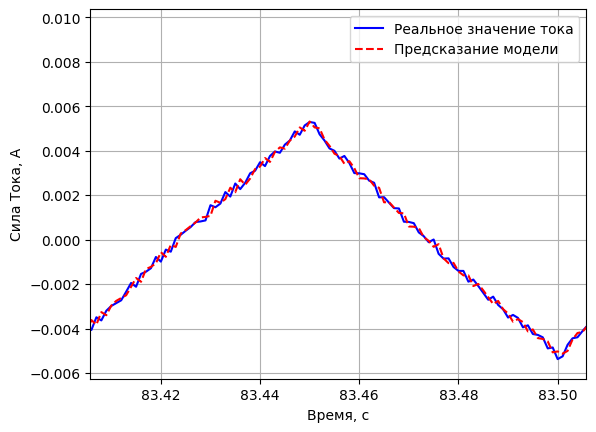 Реальное значение тока
Предсказание модели
0.010
0.008
0.006
0.004
0.002
0.000
−0.002
−0.004
−0.006
Сила Тока, А
83.42 83.44 83.46 83.48 83.50
Время, с